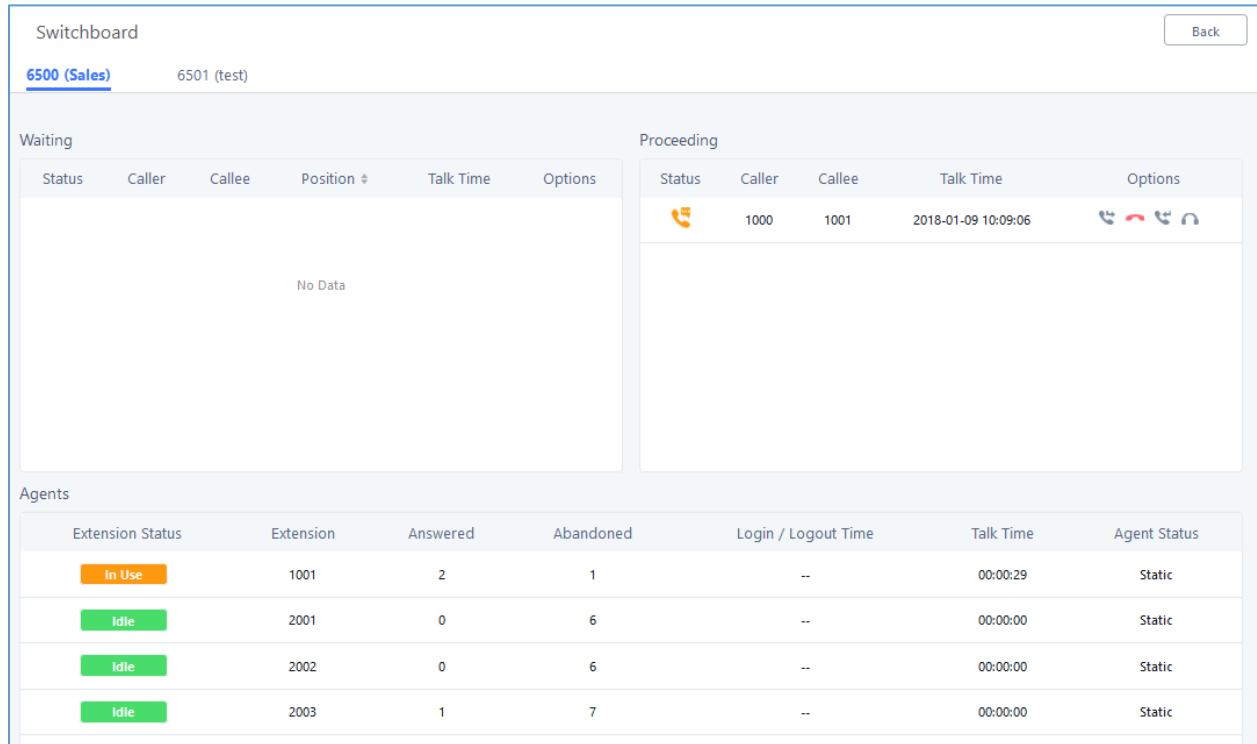 Switchboard
Back
6500 (Sales) 6501 (test)
Waiting
Status Caller Callee Position Talk Time Options
No Data
Proceeding
Status Caller Callee Talk Time Options
1000 1001 2018-01-09 10:09:06
Agents
Extension Status Extension Answered Abandoned Login / Logout Time Talk Time Agent Status
In Use 1001 2 1 -- 00:00:29 Static
Idle 2001 0 6 -- 00:00:00 Static
Idle 2002 0 6 -- 00:00:00 Static
Idle 2003 1 7 -- 00:00:00 Static